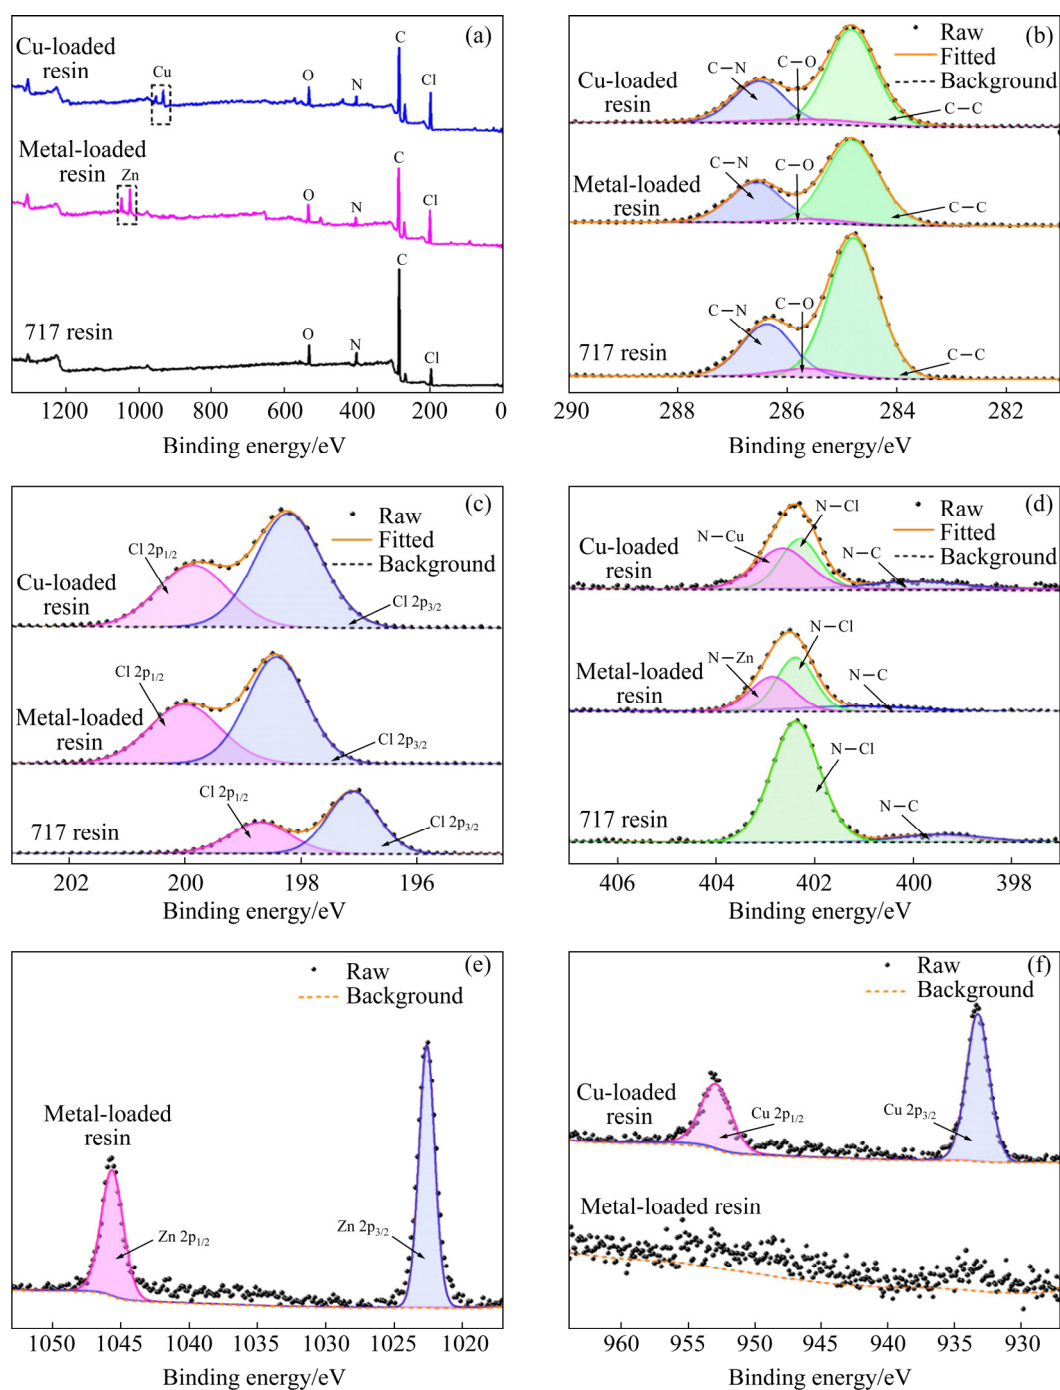 (a)
Cu-loaded
resin
Cu
O
N
C
Cl
Metal-loaded
resin
Zn
O
N
C
Cl
717 resin
O
N
C
Cl
1200 1000 800 600 400 200 0
Binding energy/eV
(b)
Raw
Fitted
Background
Cu-loaded
resin
C−N
C−O
C−C
Metal-loaded
resin
C−N
C−O
C−C
717 resin
C−N
C−O
C−C
290 288 286 284 282
Binding energy/eV
(c)
Raw
Fitted
Background
Cu-loaded
resin
Cl 2p1/2
Cl 2p3/2
Metal-loaded
resin
Cl 2p1/2
Cl 2p3/2
717 resin
Cl 2p1/2
Cl 2p3/2
202 200 198 196
Binding energy/eV
(d)
Raw
Fitted
Background
Cu-loaded
resin
N−Cu
N−Cl
N−C
Metal-loaded
resin
N−Zn
N−Cl
N−C
717 resin
N−Cl
N−C
406 404 402 400 398
Binding energy/eV
(e)
Raw
Background
Metal-loaded
resin
Zn 2p1/2
Zn 2p3/2
1050 1045 1040 1035 1030 1025 1020
Binding energy/eV
(f)
Raw
Background
Cu-loaded
resin
Cu 2p1/2
Cu 2p3/2
Metal-loaded resin
960 955 950 945 940 935 930
Binding energy/eV